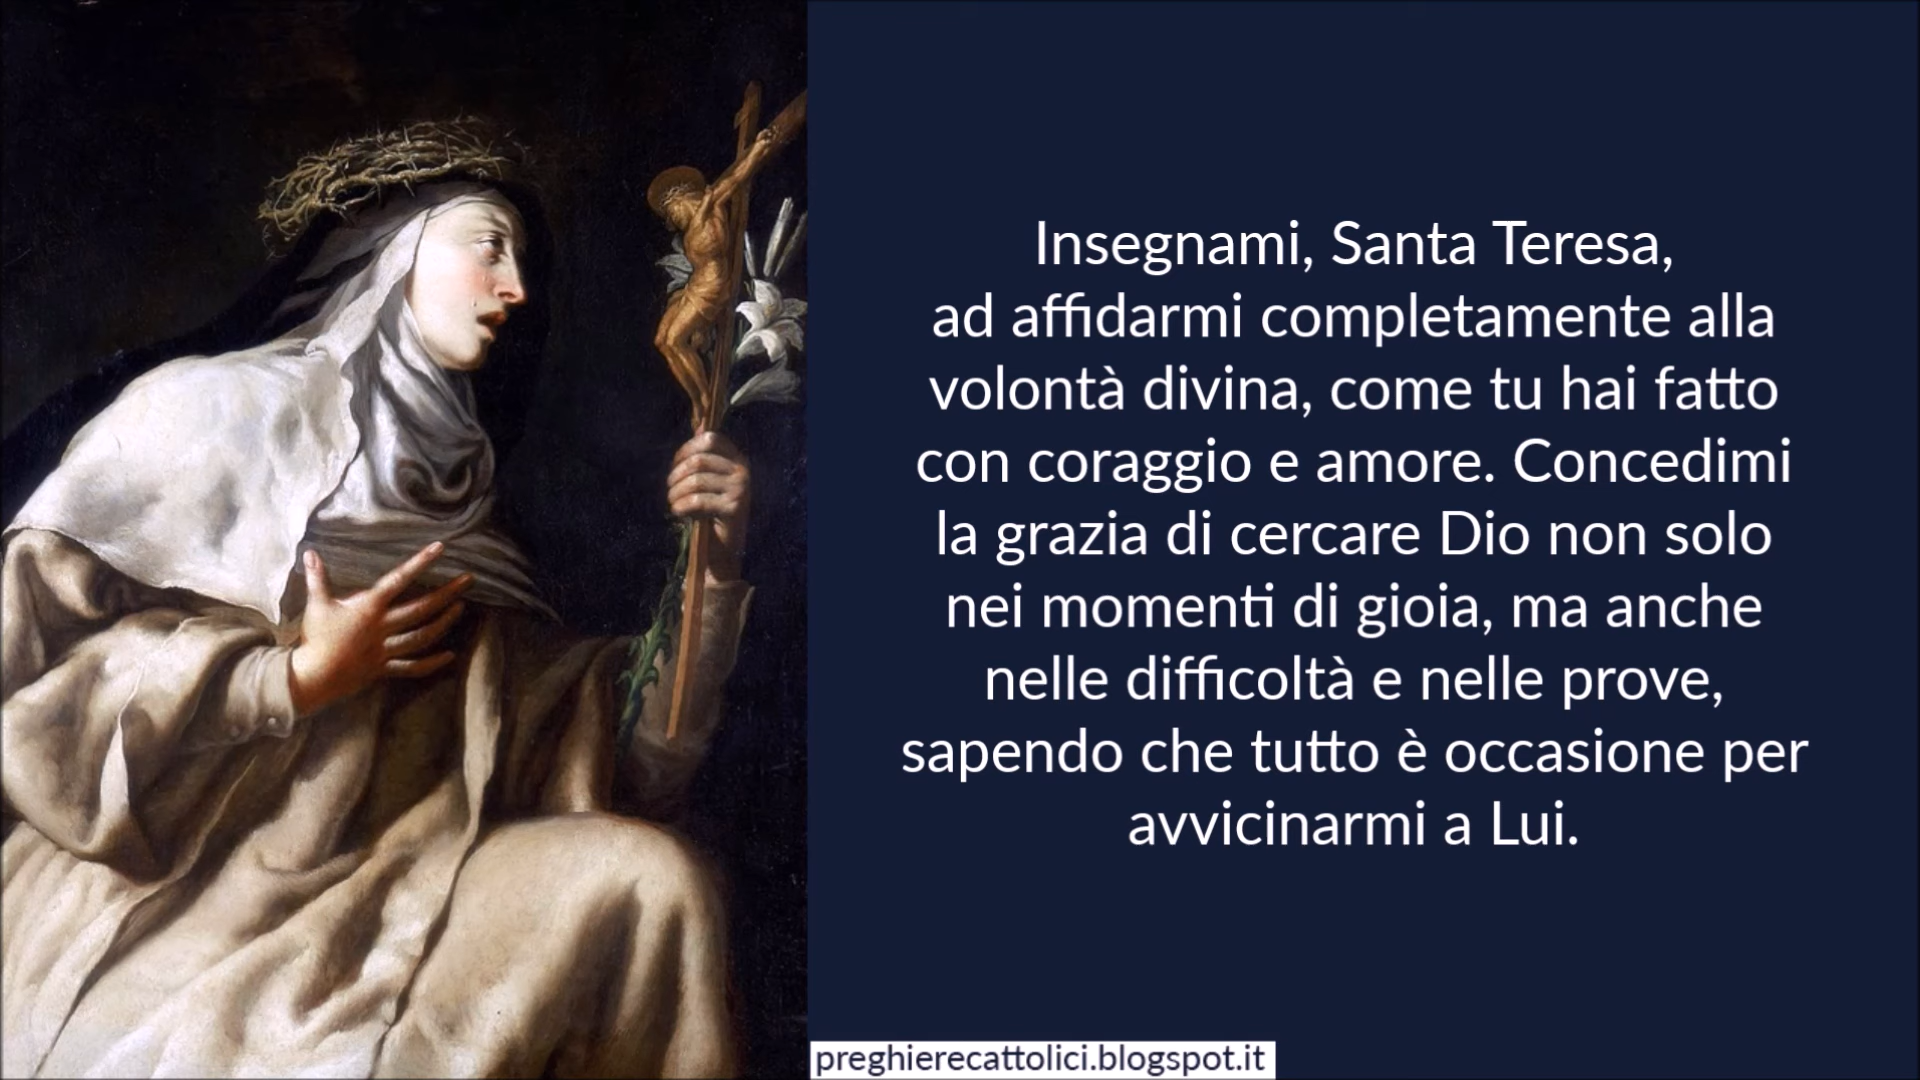 Insegnami, Santa Teresa,
ad affidarmi completamente alla
volontà divina, come tu hai fatto
con coraggio e amore. Concedimi
la grazia di cercare Dio non solo
nei momenti di gioia, ma anche
nelle difficoltà e nelle prove,
sapendo che tutto è occasione per
avvicinarmi a Lui.
preghierecattolici.blogspot.it